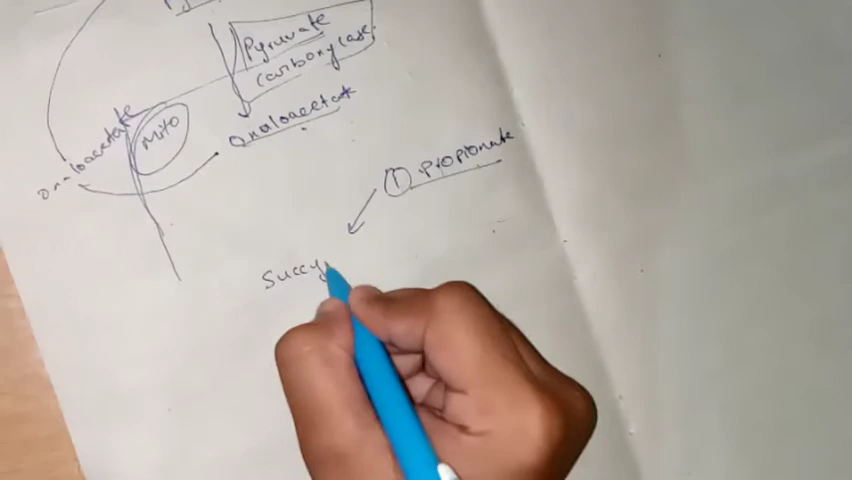 Pyruvate
Carboxylase
Oxaloacetate
Oxaloacetate
Mito
① Propionate
Succy